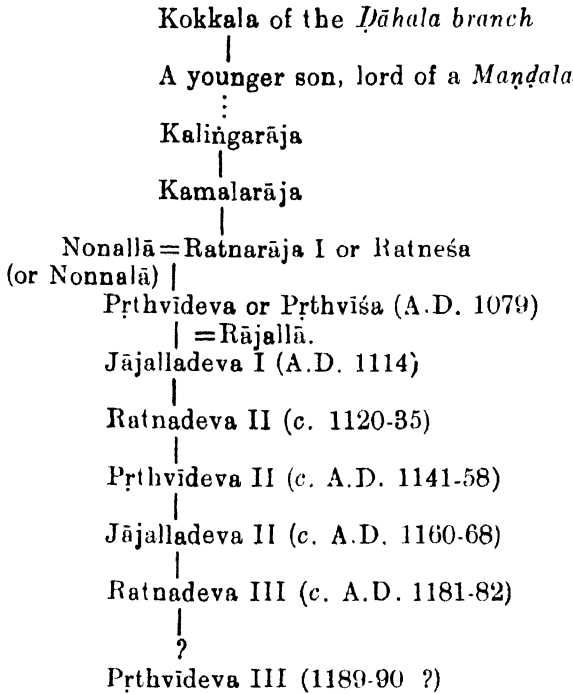 Kokkala of the Ḍāhala branch
A younger son, lord of a Maṇḍala
Kaliṅgarāja
Kamalarāja
Nonallā=Ratnarāja I or Ratneśa
(or Nonnalā)
Pṛthvīdeva or Pṛthvīśa (A.D. 1079)
=Rājallā.
Jājalladeva I (A.D. 1114)
Ratnadeva II (c. 1120-35)
Pṛthvīdeva II (c. A.D. 1141-58)
Jājalladeva II (c. A.D. 1160-68)
Ratnadeva III (c. A.D. 1181-82)
?
Pṛthvīdeva III (1189-90 ?)